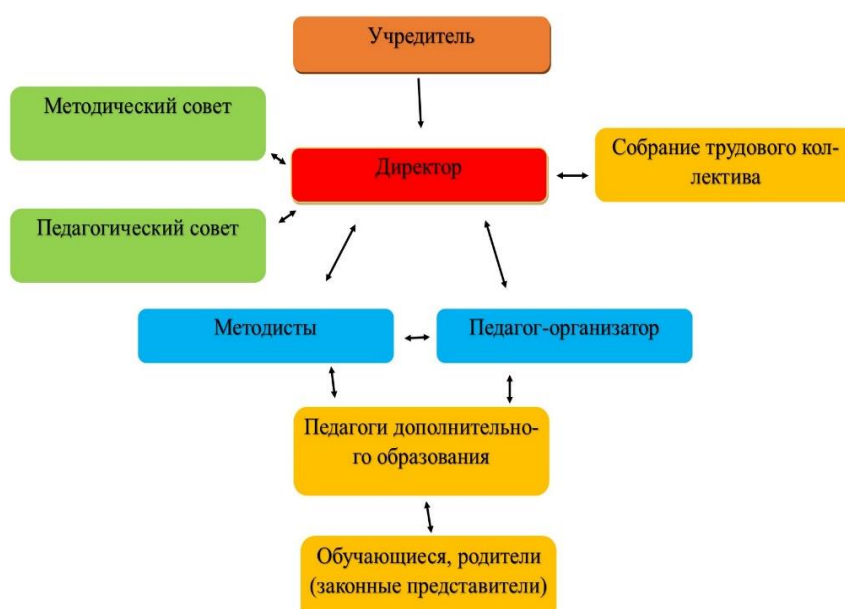 Учредитель
Методический совет
Директор
Собрание трудового кол-
лектива
Педагогический совет
Методисты
Педагог-организатор
Педагоги дополнительно-
го образования
Обучающиеся, родители
(законные представители)